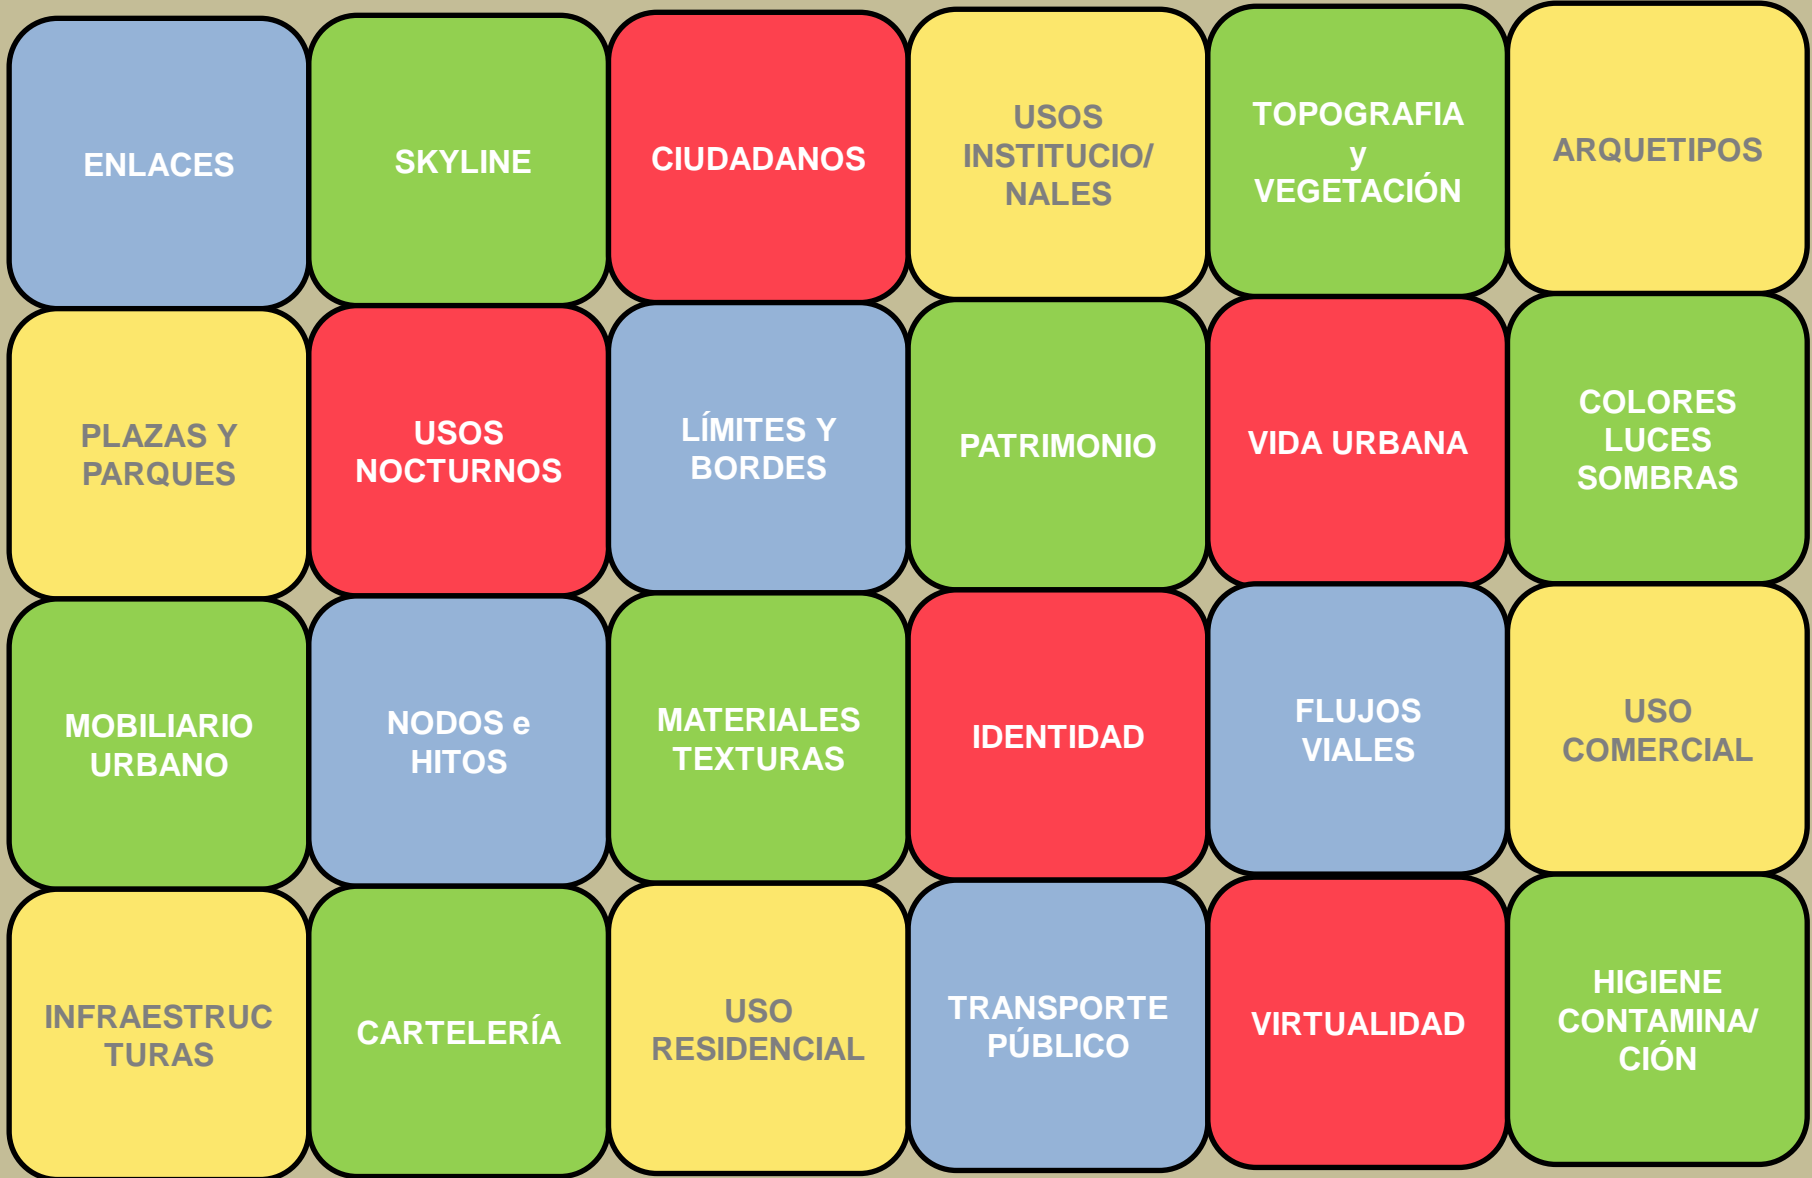 ENLACES
SKYLINE
CIUDADANOS
USOS
INSTITUCIO/
NALES
TOPOGRAFIA
y
VEGETACIÓN
ARQUETIPOS
PLAZAS Y
PARQUES
USOS
NOCTURNOS
LÍMITES Y
BORDES
PATRIMONIO
VIDA URBANA
COLORES
LUCES
SOMBRAS
MOBILIARIO
URBANO
NODOS e
HITOS
MATERIALES
TEXTURAS
IDENTIDAD
FLUJOS
VIALES
USO
COMERCIAL
INFRAESTRUC
TURAS
CARTELERÍA
USO
RESIDENCIAL
TRANSPORTE
PÚBLICO
VIRTUALIDAD
HIGIENE
CONTAMINA/
CIÓN